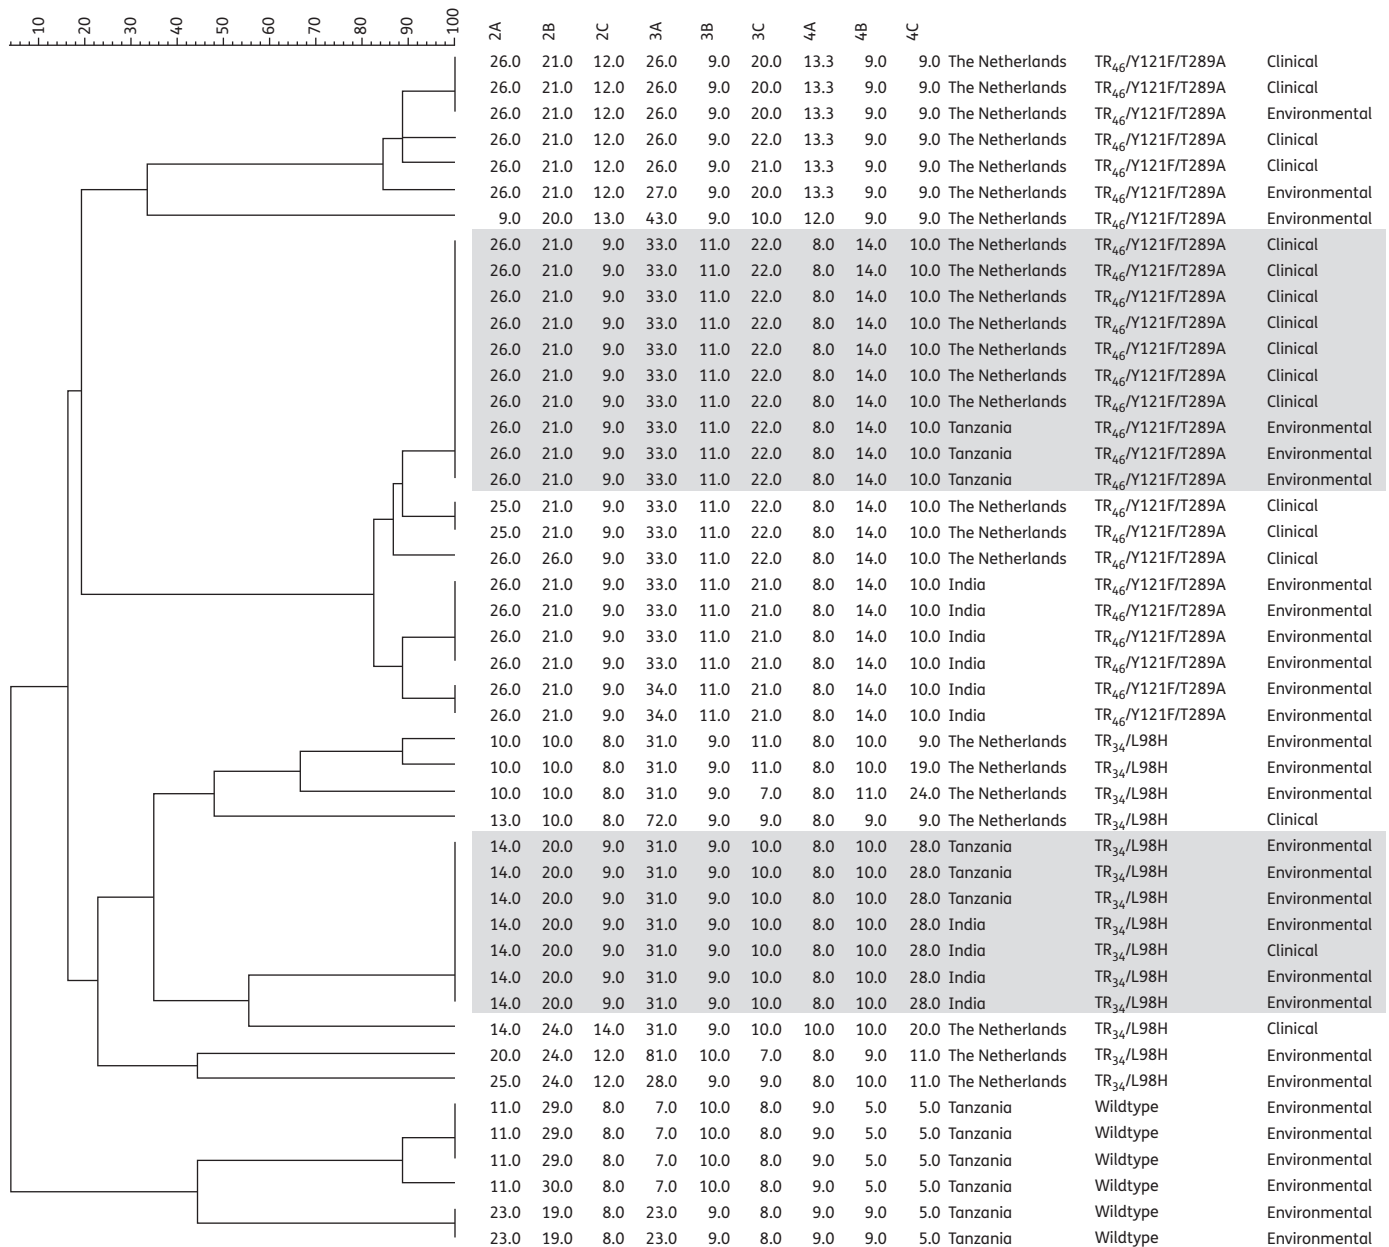 10 20 30 40 50 60 70 80 90 100 2A 2B 2C 3A 3B 3C 4A 4B 4C
26.0 21.0 12.0 26.0 9.0 20.0 13.3 9.0 9.0 The Netherlands TR46/Y121F/T289A Clinical
26.0 21.0 12.0 26.0 9.0 20.0 13.3 9.0 9.0 The Netherlands TR46/Y121F/T289A Clinical
26.0 21.0 12.0 26.0 9.0 20.0 13.3 9.0 9.0 The Netherlands TR46/Y121F/T289A Environmental
26.0 21.0 12.0 26.0 9.0 22.0 13.3 9.0 9.0 The Netherlands TR46/Y121F/T289A Clinical
26.0 21.0 12.0 26.0 9.0 21.0 13.3 9.0 9.0 The Netherlands TR46/Y121F/T289A Clinical
26.0 21.0 12.0 27.0 9.0 20.0 13.3 9.0 9.0 The Netherlands TR46/Y121F/T289A Environmental
9.0 20.0 13.0 43.0 9.0 10.0 12.0 9.0 9.0 The Netherlands TR46/Y121F/T289A Environmental
26.0 21.0 9.0 33.0 11.0 22.0 8.0 14.0 10.0 The Netherlands TR46/Y121F/T289A Clinical
26.0 21.0 9.0 33.0 11.0 22.0 8.0 14.0 10.0 The Netherlands TR46/Y121F/T289A Clinical
26.0 21.0 9.0 33.0 11.0 22.0 8.0 14.0 10.0 The Netherlands TR46/Y121F/T289A Clinical
26.0 21.0 9.0 33.0 11.0 22.0 8.0 14.0 10.0 The Netherlands TR46/Y121F/T289A Clinical
26.0 21.0 9.0 33.0 11.0 22.0 8.0 14.0 10.0 The Netherlands TR46/Y121F/T289A Clinical
26.0 21.0 9.0 33.0 11.0 22.0 8.0 14.0 10.0 The Netherlands TR46/Y121F/T289A Clinical
26.0 21.0 9.0 33.0 11.0 22.0 8.0 14.0 10.0 The Netherlands TR46/Y121F/T289A Clinical
26.0 21.0 9.0 33.0 11.0 22.0 8.0 14.0 10.0 Tanzania TR46/Y121F/T289A Environmental
26.0 21.0 9.0 33.0 11.0 22.0 8.0 14.0 10.0 Tanzania TR46/Y121F/T289A Environmental
26.0 21.0 9.0 33.0 11.0 22.0 8.0 14.0 10.0 Tanzania TR46/Y121F/T289A Environmental
25.0 21.0 9.0 33.0 11.0 22.0 8.0 14.0 10.0 The Netherlands TR46/Y121F/T289A Clinical
25.0 21.0 9.0 33.0 11.0 22.0 8.0 14.0 10.0 The Netherlands TR46/Y121F/T289A Clinical
26.0 26.0 9.0 33.0 11.0 22.0 8.0 14.0 10.0 The Netherlands TR46/Y121F/T289A Clinical
26.0 21.0 9.0 33.0 11.0 21.0 8.0 14.0 10.0 India TR46/Y121F/T289A Environmental
26.0 21.0 9.0 33.0 11.0 21.0 8.0 14.0 10.0 India TR46/Y121F/T289A Environmental
26.0 21.0 9.0 33.0 11.0 21.0 8.0 14.0 10.0 India TR46/Y121F/T289A Environmental
26.0 21.0 9.0 33.0 11.0 21.0 8.0 14.0 10.0 India TR46/Y121F/T289A Environmental
26.0 21.0 9.0 34.0 11.0 21.0 8.0 14.0 10.0 India TR46/Y121F/T289A Environmental
26.0 21.0 9.0 34.0 11.0 21.0 8.0 14.0 10.0 India TR46/Y121F/T289A Environmental
10.0 10.0 8.0 31.0 9.0 11.0 8.0 10.0 9.0 The Netherlands TR34/L98H Environmental
10.0 10.0 8.0 31.0 9.0 11.0 8.0 10.0 19.0 The Netherlands TR34/L98H Environmental
10.0 10.0 8.0 31.0 9.0 7.0 8.0 11.0 24.0 The Netherlands TR34/L98H Environmental
13.0 10.0 8.0 72.0 9.0 9.0 8.0 9.0 9.0 The Netherlands TR34/L98H Clinical
14.0 20.0 9.0 31.0 9.0 10.0 8.0 10.0 28.0 Tanzania TR34/L98H Environmental
14.0 20.0 9.0 31.0 9.0 10.0 8.0 10.0 28.0 Tanzania TR34/L98H Environmental
14.0 20.0 9.0 31.0 9.0 10.0 8.0 10.0 28.0 Tanzania TR34/L98H Environmental
14.0 20.0 9.0 31.0 9.0 10.0 8.0 10.0 28.0 India TR34/L98H Environmental
14.0 20.0 9.0 31.0 9.0 10.0 8.0 10.0 28.0 India TR34/L98H Clinical
14.0 20.0 9.0 31.0 9.0 10.0 8.0 10.0 28.0 India TR34/L98H Environmental
14.0 20.0 9.0 31.0 9.0 10.0 8.0 10.0 28.0 India TR34/L98H Environmental
14.0 24.0 14.0 31.0 9.0 10.0 10.0 10.0 20.0 The Netherlands TR34/L98H Clinical
20.0 24.0 12.0 81.0 10.0 7.0 8.0 9.0 11.0 The Netherlands TR34/L98H Environmental
25.0 24.0 12.0 28.0 9.0 9.0 8.0 10.0 11.0 The Netherlands TR34/L98H Environmental
11.0 29.0 8.0 7.0 10.0 8.0 9.0 5.0 5.0 Tanzania Wildtype Environmental
11.0 29.0 8.0 7.0 10.0 8.0 9.0 5.0 5.0 Tanzania Wildtype Environmental
11.0 29.0 8.0 7.0 10.0 8.0 9.0 5.0 5.0 Tanzania Wildtype Environmental
11.0 30.0 8.0 7.0 10.0 8.0 9.0 5.0 5.0 Tanzania Wildtype Environmental
23.0 19.0 8.0 23.0 9.0 8.0 9.0 9.0 5.0 Tanzania Wildtype Environmental
23.0 19.0 8.0 23.0 9.0 8.0 9.0 9.0 5.0 Tanzania Wildtype Environmental